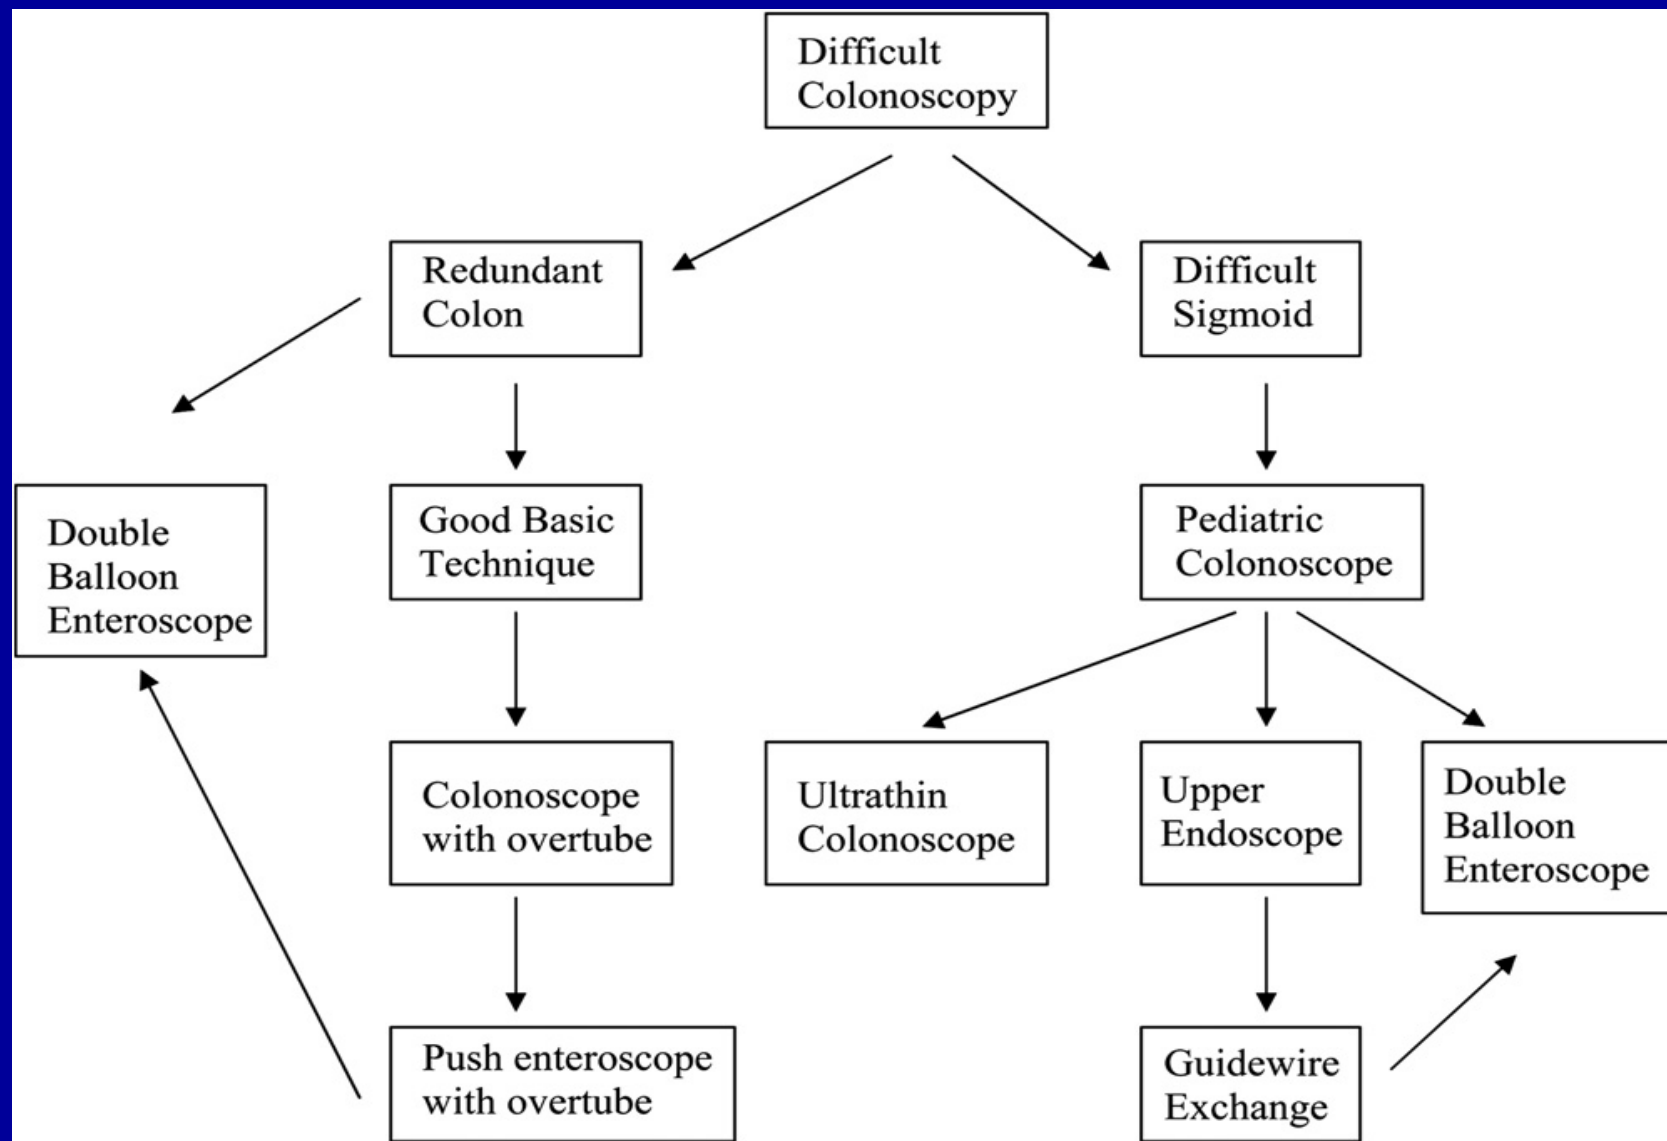 Difficult
Colonoscopy
Redundant
Colon
Difficult
Sigmoid
Double
Balloon
Enteroscope
Good Basic
Technique
Pediatric
Colonoscope
Colonoscope
with overtube
Ultrathin
Colonoscope
Upper
Endoscope
Double
Balloon
Enteroscope
Push enteroscope
with overtube
Guidewire
Exchange